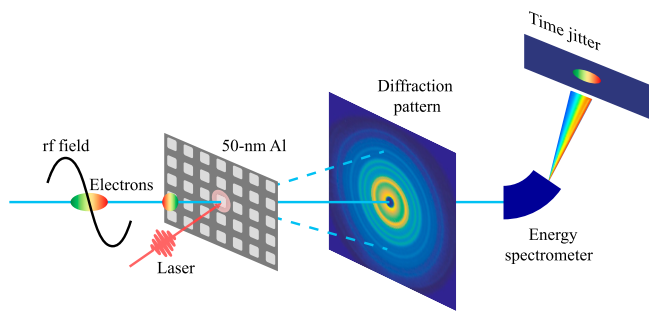 Time jitter
Diffraction
pattern
rf field
50-nm Al
Electrons
Laser
Energy
spectrometer